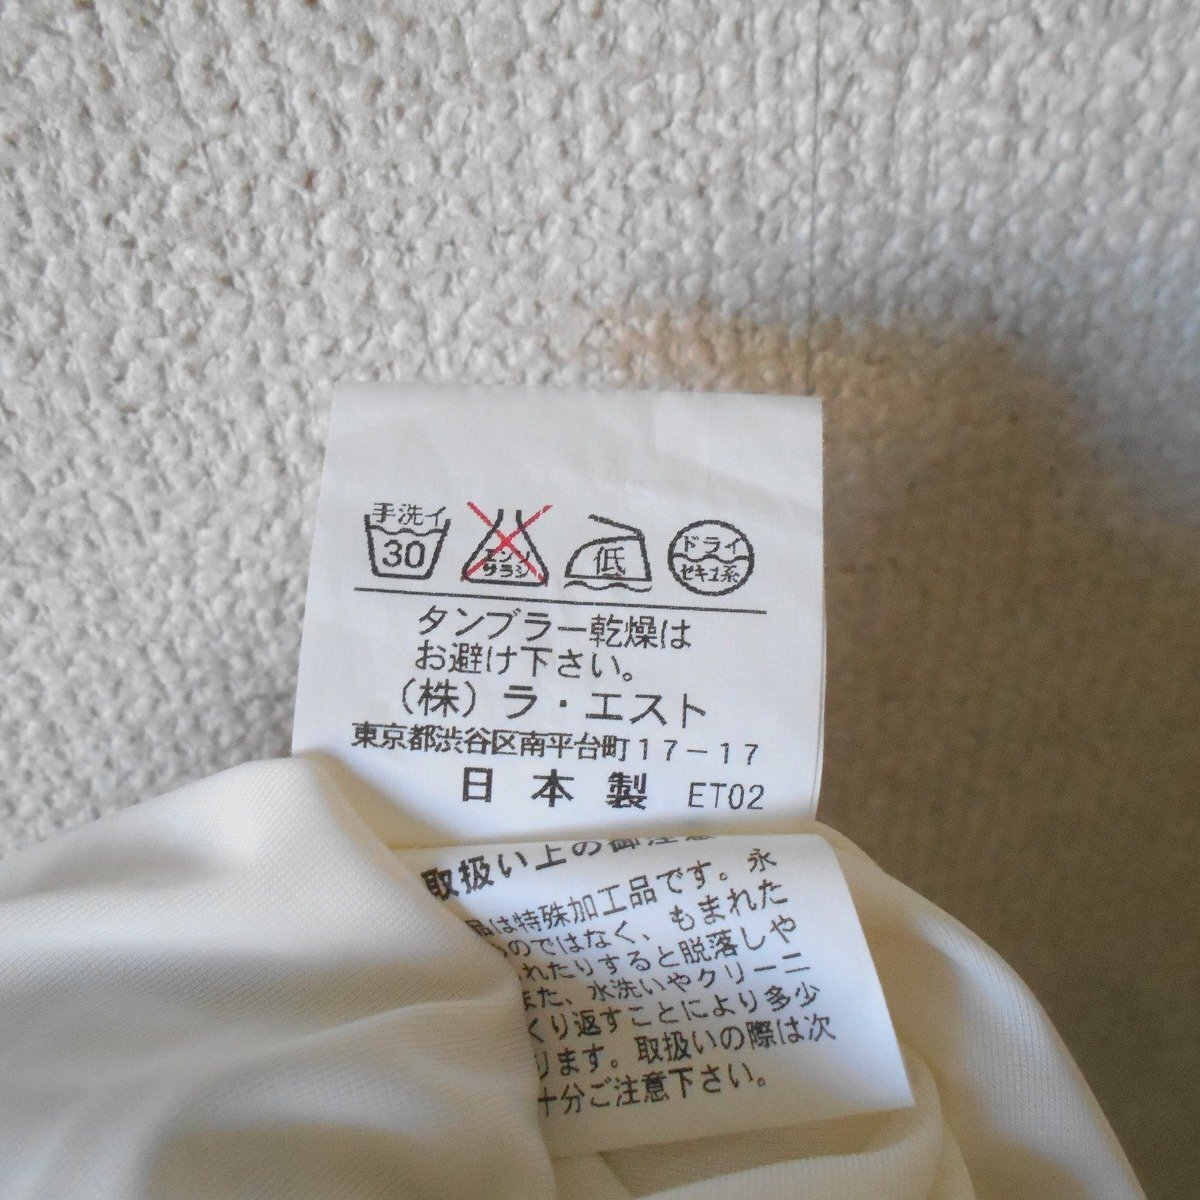 手洗イ
30
エンソ
サラシ
低
ドライ
セキユ系
タンブラー乾燥は
お避け下さい。
(株)ラ・エスト
東京都渋谷区南平台町17-17
日本製 ET02
取扱い上の御注意
品は特殊加工品です。永
ものではなく、もまれた
れたりすると脱落しや
また、水洗いやクリーニ
くり返すことにより多少
ります。取扱いの際は次
十分ご注意下さい。